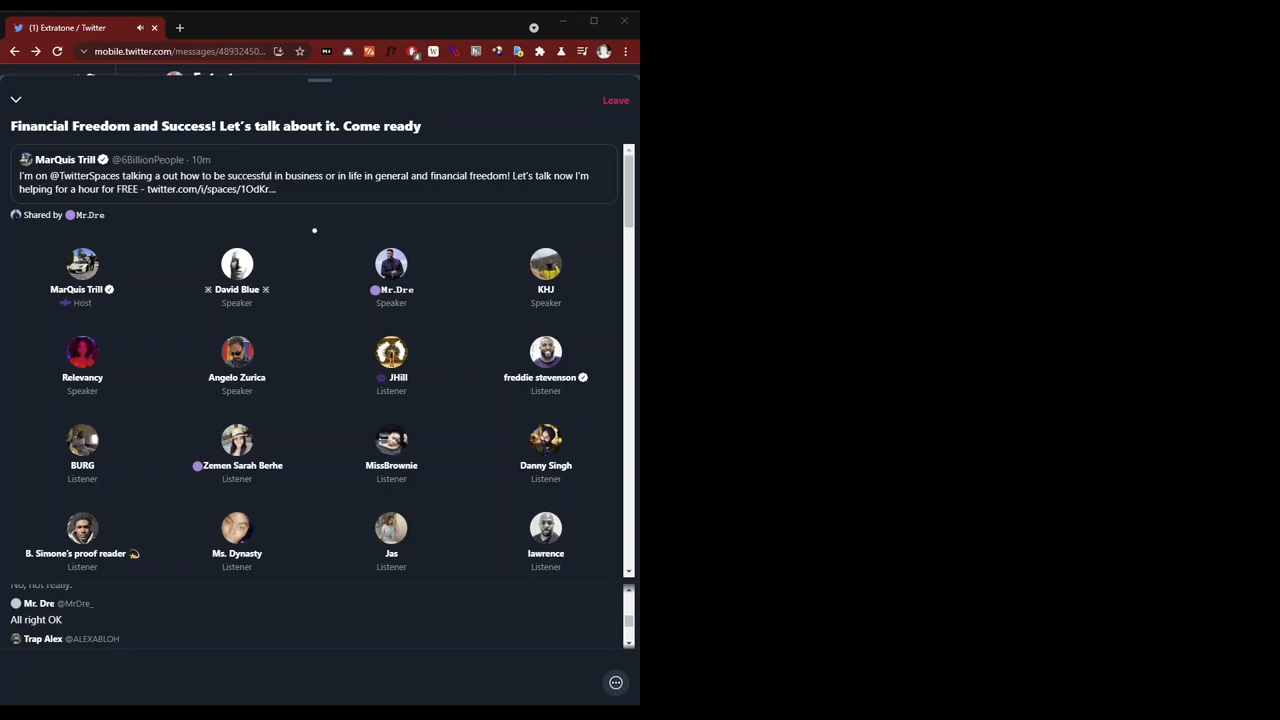 (1) Extratone / Twitter
mobile.twitter.com/messages/48932450...
Leave
Financial Freedom and Success! Let's talk about it. Come ready
MarQuis Trill @6BillionPeople · 10m
I'm on @TwitterSpaces talking a out how to be successful in business or in life in general and financial freedom! Let's talk now I'm
helping for a hour for FREE - twitter.com/i/spaces/1OdKr...
Shared by Mr.Dre
MarQuis Trill ※ David Blue ※ Mr.Dre KHJ
Host Speaker Speaker Speaker
Relevancy Angelo Zurica JHill freddie stevenson
Speaker Speaker Listener Listener
BURG Zemen Sarah Berhe MissBrownie Danny Singh
Listener Listener Listener Listener
B. Simone's proof reader 💫 Ms. Dynasty Jas lawrence
Listener Listener Listener Listener
No, not really.
Mr. Dre @MrDre_
All right OK
Trap Alex @ALEXABLOH